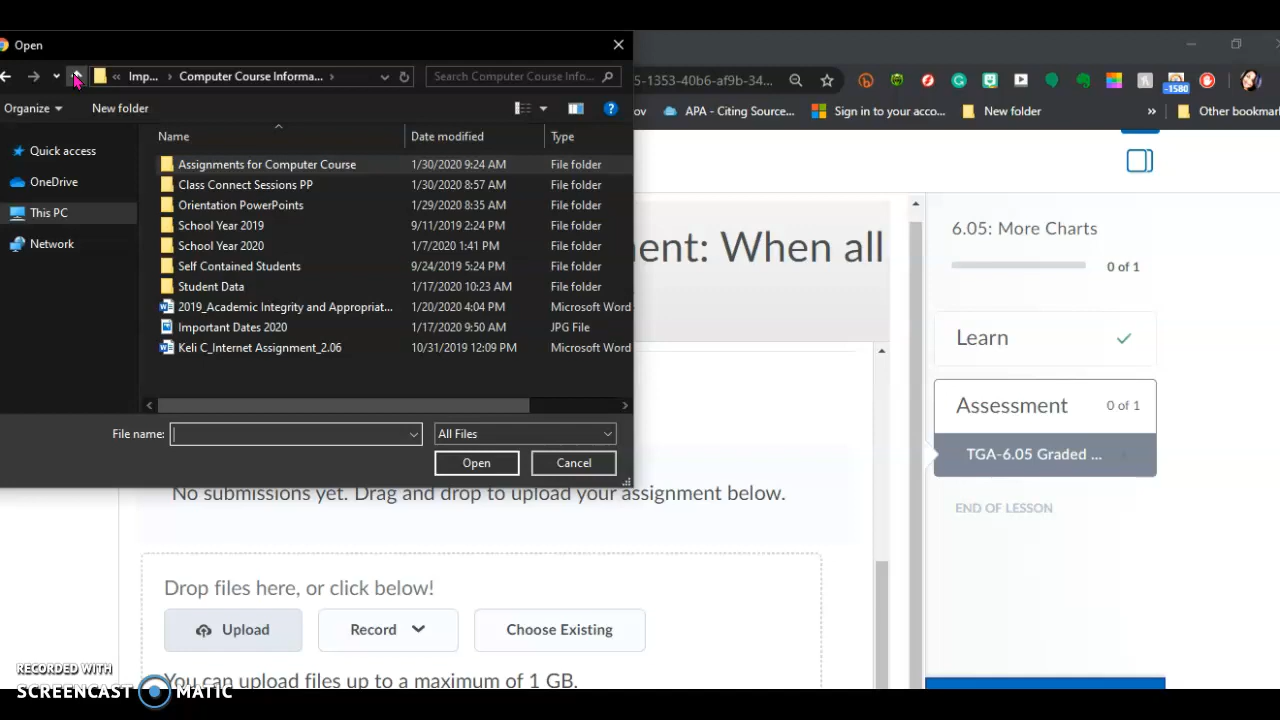 Open
Imp... Computer Course Informa...
Search Computer Course Info...
Organize New folder
Name Date modified Type
Quick access
OneDrive
This PC
Network
Assignments for Computer Course 1/30/2020 9:24 AM File folder
Class Connect Sessions PP 1/30/2020 8:57 AM File folder
Orientation PowerPoints 1/29/2020 8:35 AM File folder
School Year 2019 9/11/2019 2:24 PM File folder
School Year 2020 1/7/2020 1:41 PM File folder
Self Contained Students 9/24/2019 5:24 PM File folder
Student Data 1/17/2020 10:23 AM File folder
2019_Academic Integrity and Appropriat... 1/20/2020 4:04 PM Microsoft Word
Important Dates 2020 1/17/2020 9:50 AM JPG File
Keli C_Internet Assignment_2.06 10/31/2019 12:09 PM Microsoft Word
File name: All Files
Open Cancel
5-1353-40b6-af9b-34...
-1580
ov APA - Citing Source... Sign in to your acco... New folder » Other bookmar
ent: When all
6.05: More Charts
0 of 1
Learn
Assessment 0 of 1
TGA-6.05 Graded ...
END OF LESSON
No submissions yet. Drag and drop to upload your assignment below.
Drop files here, or click below!
Upload Record Choose Existing
You can upload files up to a maximum of 1 GB.
RECORDED WITH
SCREENCAST MATIC